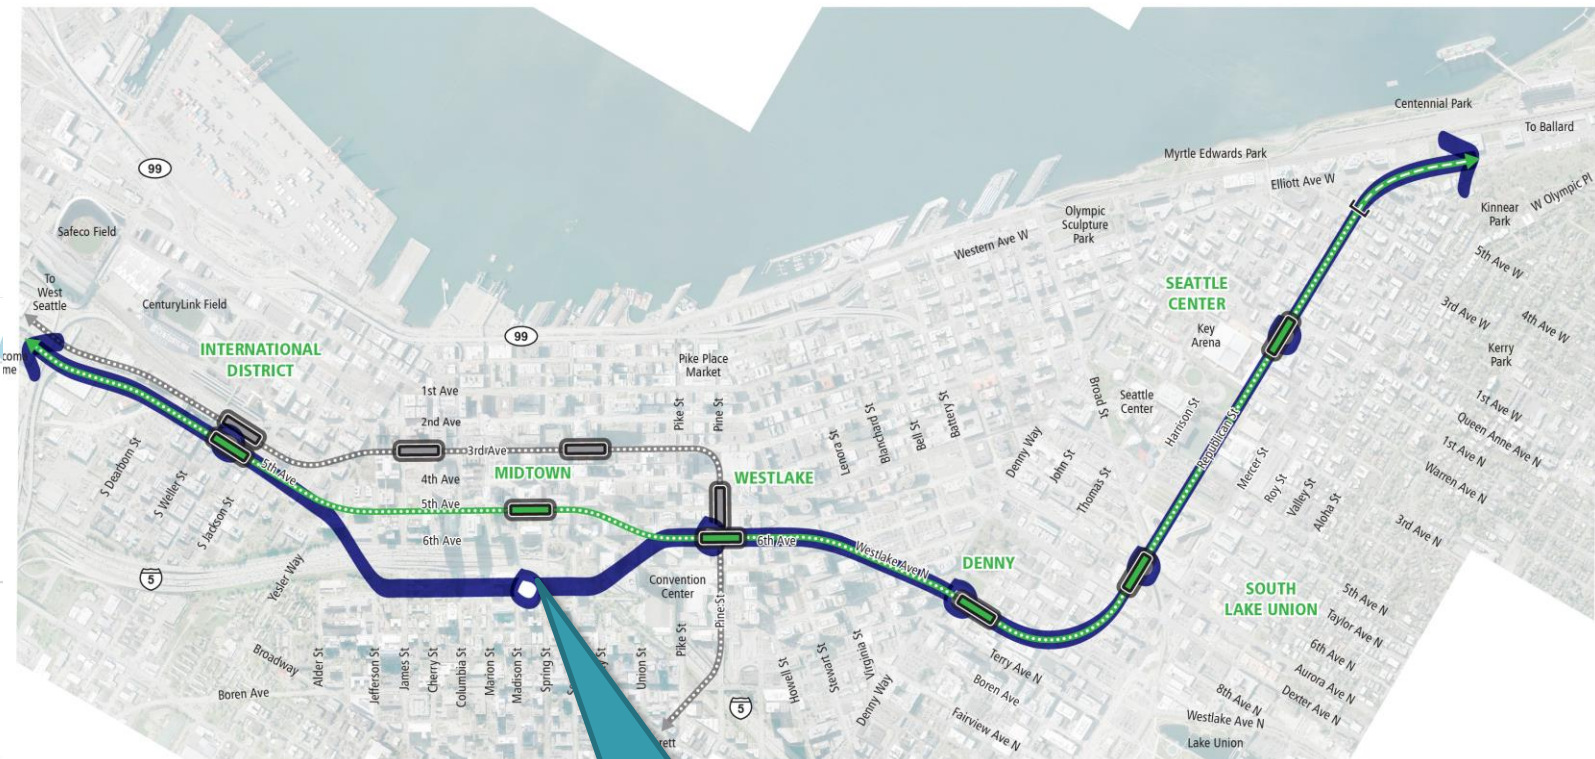 Centennial Park
To Ballard
Myrtle Edwards Park
Elliott Ave W
W Olympic Pl
Kinnear
Park
99
Safeco Field
Olympic
Sculpture
Park
Western Ave W
5th Ave W
To
West
Seattle
CenturyLink Field
SEATTLE
CENTER
3rd Ave W
4th Ave W
Key
Arena
Kerry
Park
99
INTERNATIONAL
DISTRICT
Pike Place
Market
1st Ave
2nd Ave
3rd Ave
4th Ave
5th Ave
6th Ave
Pike St
Pine St
MIDTOWN
WESTLAKE
Lenora St
Blanchard St
Bell St
Battery St
Broad St
Seattle
Center
Denny Way
John St
Thomas St
Harrison St
Republican St
Mercer St
Roy St
Valley St
Aloha St
1st Ave W
Queen Anne Ave N
1st Ave N
Warren Ave N
3rd Ave N
S Dearborn St
S Weller St
S Jackson St
5th Ave
6th Ave
Westlake Ave N
DENNY
SOUTH
LAKE UNION
5th Ave N
Taylor Ave N
6th Ave N
Aurora Ave N
Dexter Ave N
5
Yesler Way
Convention
Center
Pine St
Broadway
Boren Ave
Alder St
Jefferson St
James St
Cherry St
Columbia St
Marion St
Madison St
Spring St
Union St
Pike St
5
Howell St
Stewart St
Virginia St
Denny Way
Terry Ave N
Boren Ave
Fairview Ave N
8th Ave N
Westlake Ave N
Lake Union